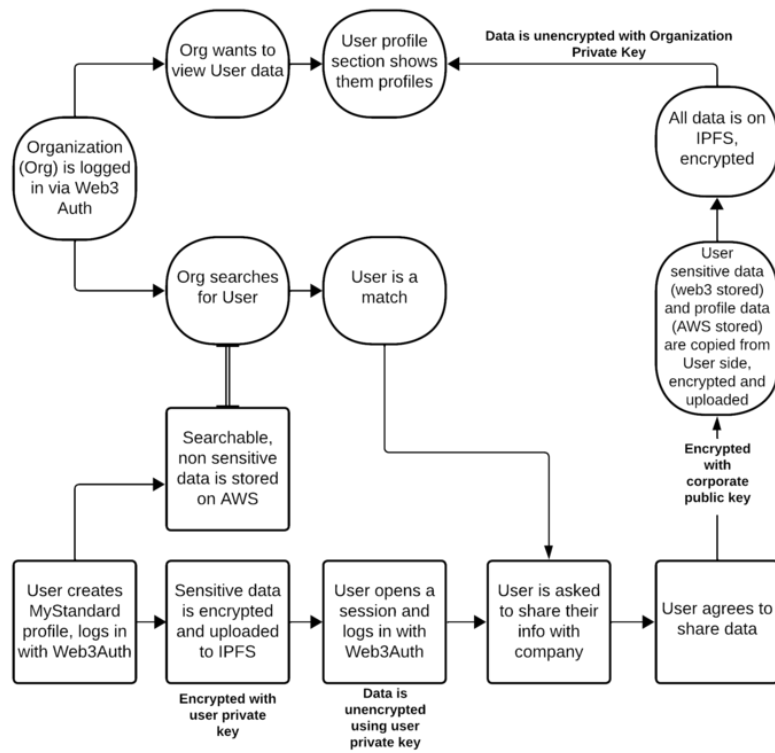 Org wants to
view User data
User profile
section shows
them profiles
Data is unencrypted with Organization
Private Key
All data is on
IPFS,
encrypted
Organization
(Org) is logged
in via Web3
Auth
Org searches
for User
User is a
match
User
sensitive data
(web3 stored)
and profile data
(AWS stored)
are copied from
User side,
encrypted and
uploaded
Searchable,
non sensitive
data is stored
on AWS
Encrypted
with
corporate
public key
User creates
MyStandard
profile, logs in
with Web3Auth
Sensitive data
is encrypted
and uploaded
to IPFS
User opens a
session and
logs in with
Web3Auth
User is asked
to share their
info with
company
User agrees to
share data
Encrypted with
user private
key
Data is
unencrypted
using user
private key